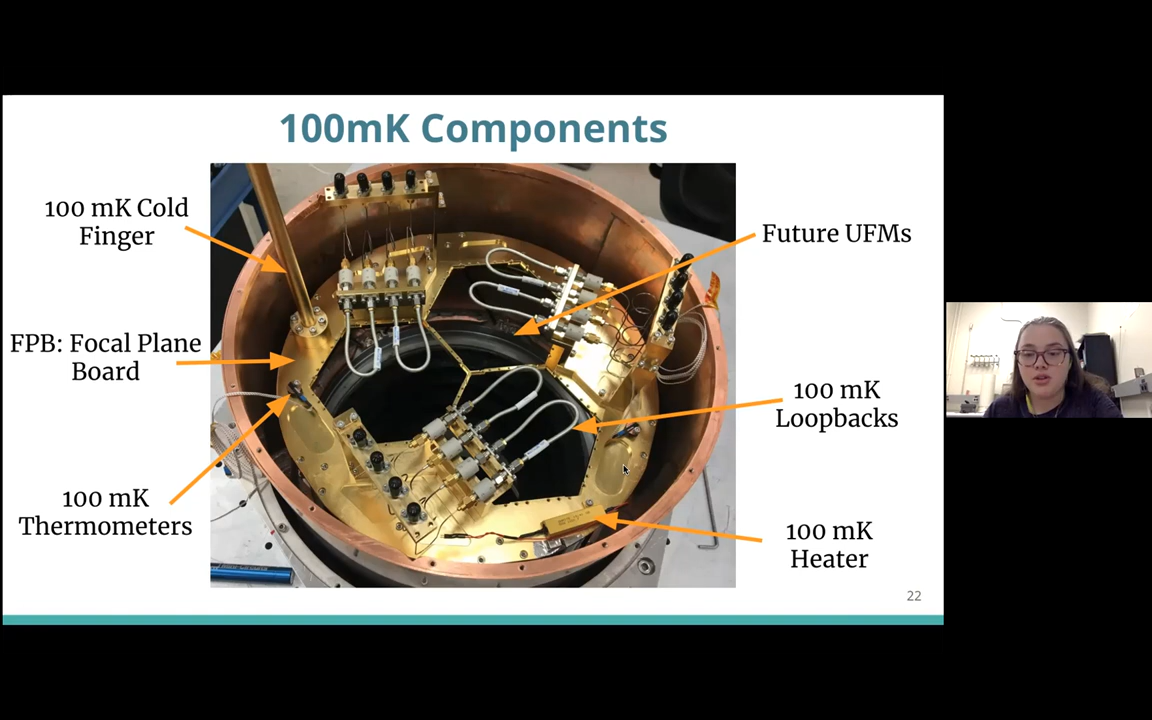 100mK Components
100 mK Cold
Finger
Future UFMs
FPB: Focal Plane
Board
100 mK
Loopbacks
100 mK
Thermometers
100 mK
Heater
22